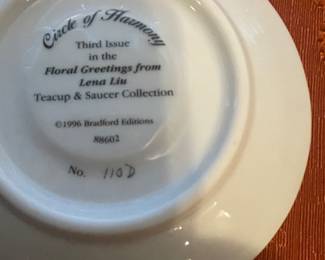 Circle of Harmony
Third Issue
in the
Floral Greetings from
Lena Liu
Teacup & Saucer Collection
©1996 Bradford Editions
88602
No. 110D